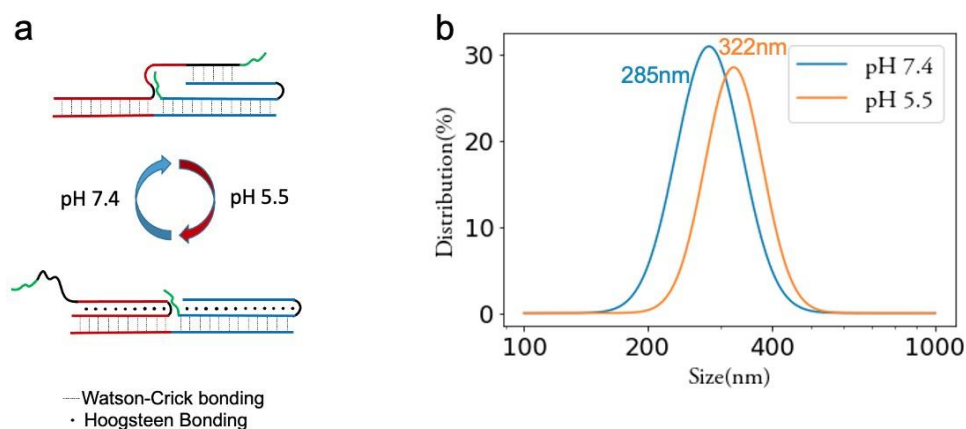 a
pH 7.4
pH 5.5
Watson-Crick bonding
Hoogsteen Bonding
b
322nm
285nm
pH 7.4
pH 5.5
30
20
10
0
Distribution(%)
100
200
400
1000
Size(nm)